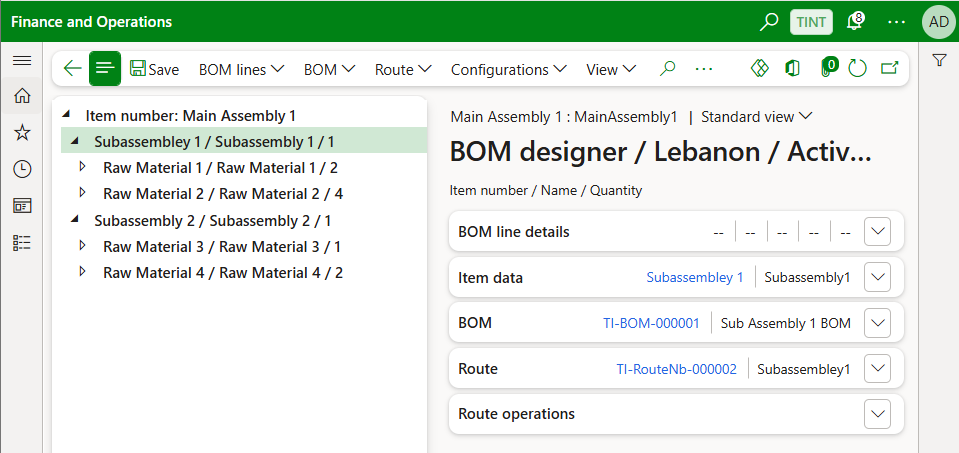 Finance and Operations
TINT
8
AD
Save
BOM lines
BOM
Route
Configurations
View
0
Item number: Main Assembly 1
Subassembley 1 / Subassembly 1 / 1
Raw Material 1 / Raw Material 1 / 2
Raw Material 2 / Raw Material 2 / 4
Subassembly 2 / Subassembly 2 / 1
Raw Material 3 / Raw Material 3 / 1
Raw Material 4 / Raw Material 4 / 2
Main Assembly 1 : MainAssembly1 | Standard view
BOM designer / Lebanon / Activ...
Item number / Name / Quantity
BOM line details -- | -- | -- | -- | --
Item data Subassembley 1 | Subassembly1
BOM TI-BOM-000001 | Sub Assembly 1 BOM
Route TI-RouteNb-000002 | Subassembley1
Route operations